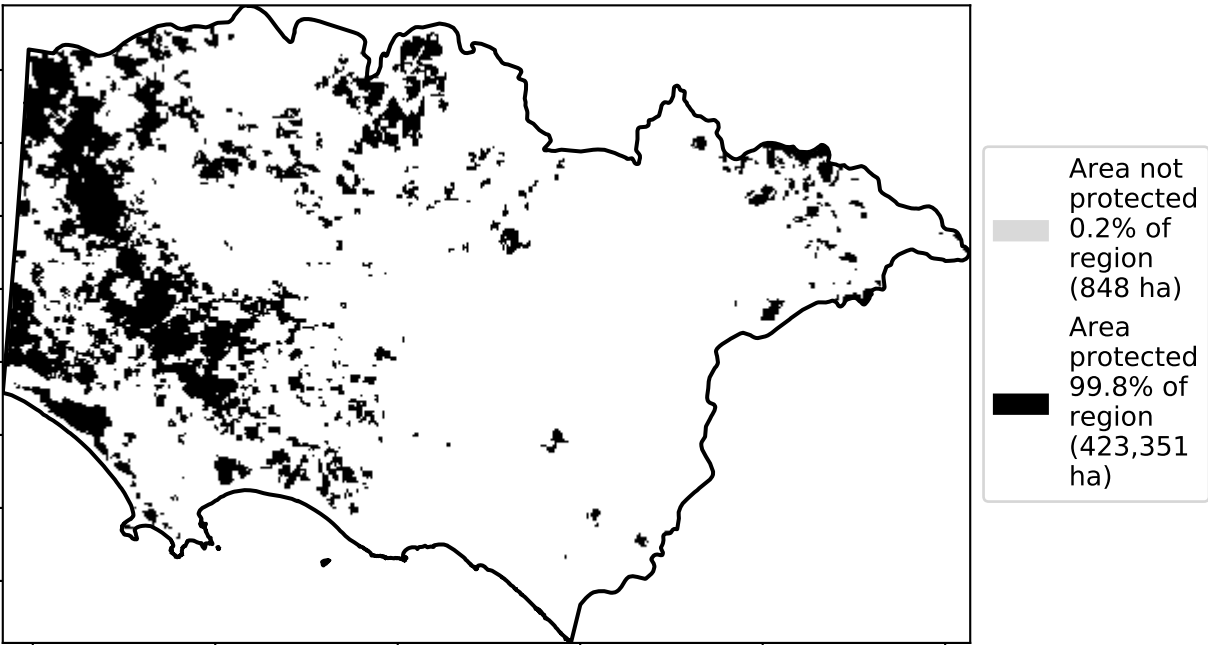 Area not
protected
0.2% of
region
(848 ha)
Area
protected
99.8% of
region
(423,351
ha)